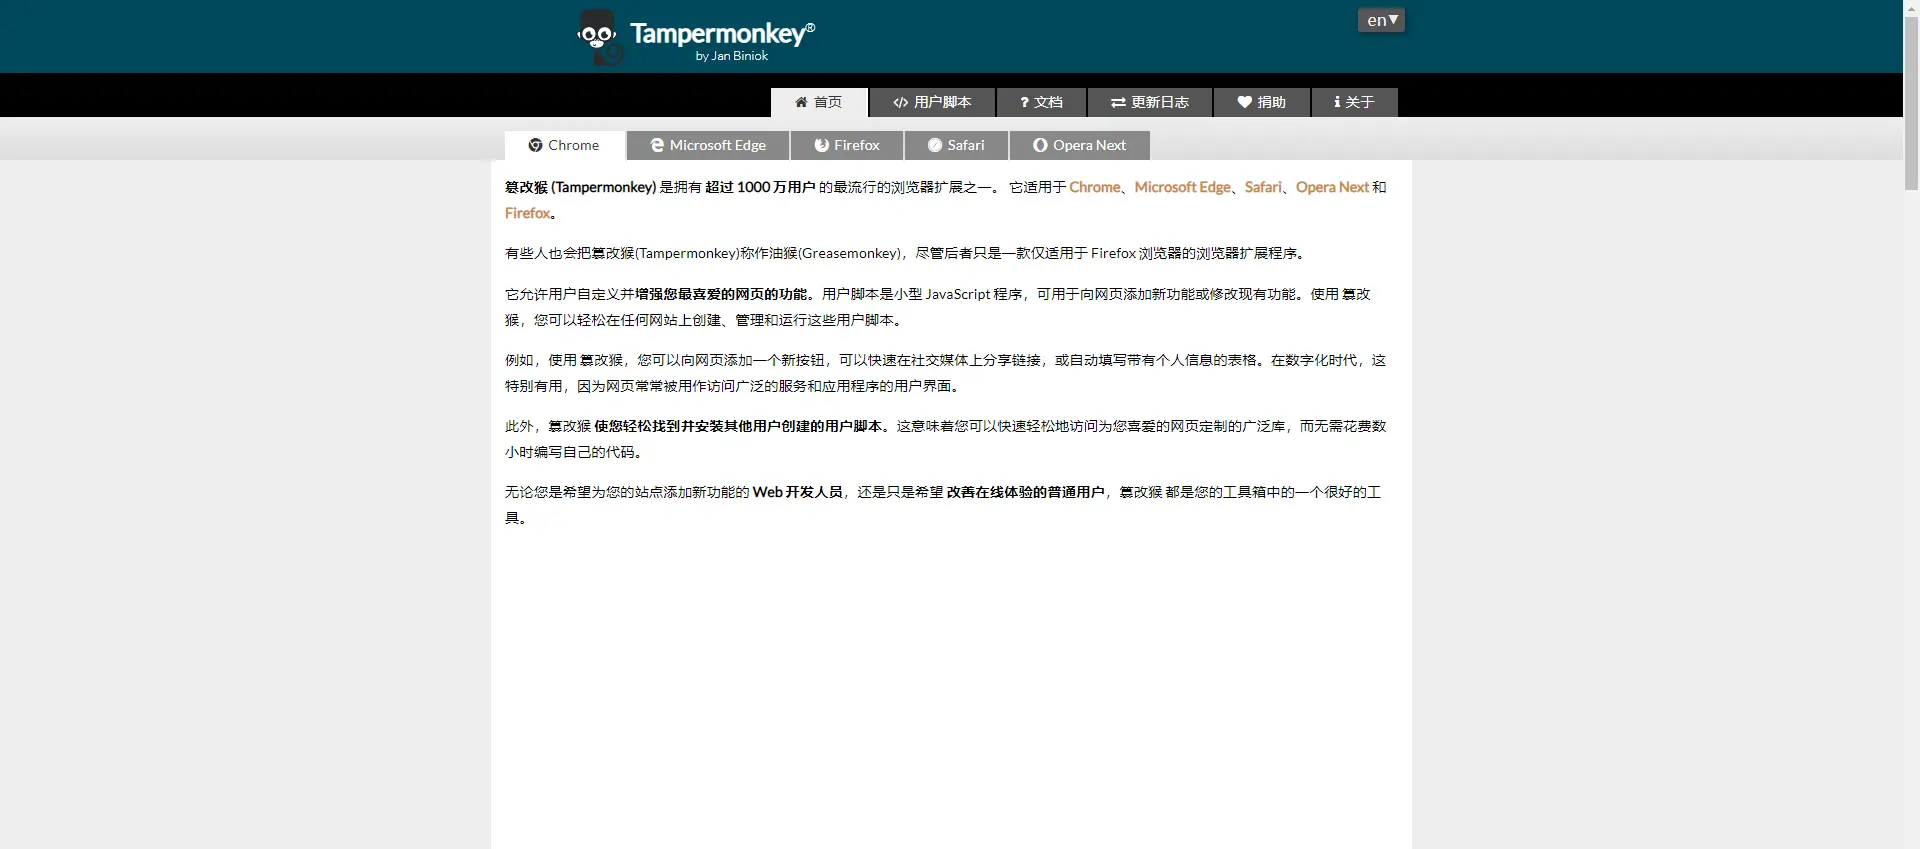 Tampermonkey®
by Jan Biniok
en▼
首页 用户脚本 ? 文档 更新日志 捐助 关于
Chrome Microsoft Edge Firefox Safari Opera Next
篡改猴 (Tampermonkey) 是拥有 超过 1000 万用户 的最流行的浏览器扩展之一。 它适用于 Chrome、Microsoft Edge、Safari、Opera Next 和
Firefox。
有些人也会把篡改猴(Tampermonkey)称作油猴(Greasemonkey)，尽管后者只是一款仅适用于 Firefox 浏览器的浏览器扩展程序。
它允许用户自定义并增强您最喜爱的网页的功能。用户脚本是小型 JavaScript 程序，可用于向网页添加新功能或修改现有功能。使用 篡改
猴，您可以轻松在任何网站上创建、管理和运行这些用户脚本。
例如，使用 篡改猴，您可以向网页添加一个新按钮，可以快速在社交媒体上分享链接，或自动填写带有个人信息的表格。在数字化时代，这
特别有用，因为网页常常被用作访问广泛的服务和应用程序的用户界面。
此外，篡改猴 使您轻松找到并安装其他用户创建的用户脚本。这意味着您可以快速轻松地访问为您喜爱的网页定制的广泛库，而无需花费数
小时编写自己的代码。
无论您是希望为您的站点添加新功能的 Web 开发人员，还是只是希望 改善在线体验的普通用户，篡改猴 都是您的工具箱中的一个很好的工
具。